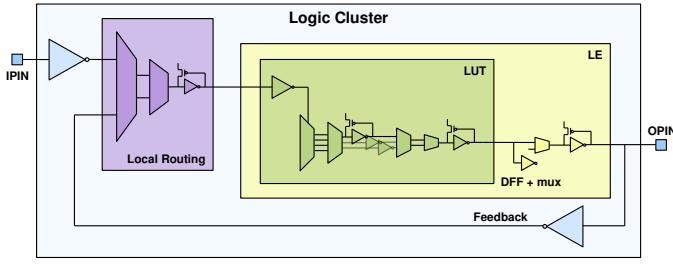 Logic Cluster
LE
LUT
IPIN
OPIN
Local Routing
DFF + mux
Feedback